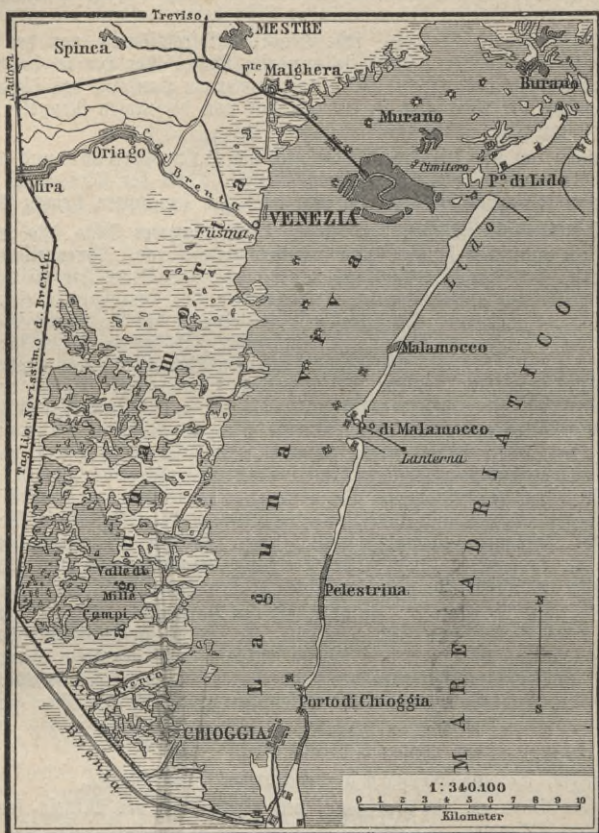 Treviso
MESTRE
Spinea
Padova
Fte Malghera
Burano
Murano
Oriago
C. di Brenta
Cimitero
Mira
Po di Lido
VENEZIA
Fusina
Lido
Laguna morta
Laguna viva
Taglio Novissimo d. Brenta
Malamocco
Po di Malamocco
Lanterna
MARE ADRIATICO
Valle di
Mille
Campi
Pelestrina
N
S
Brenta
Porto di Chioggia
CHIOGGIA
Brenta
1:340.100
0 1 2 3 4 5 6 7 8 9 10
Kilometer